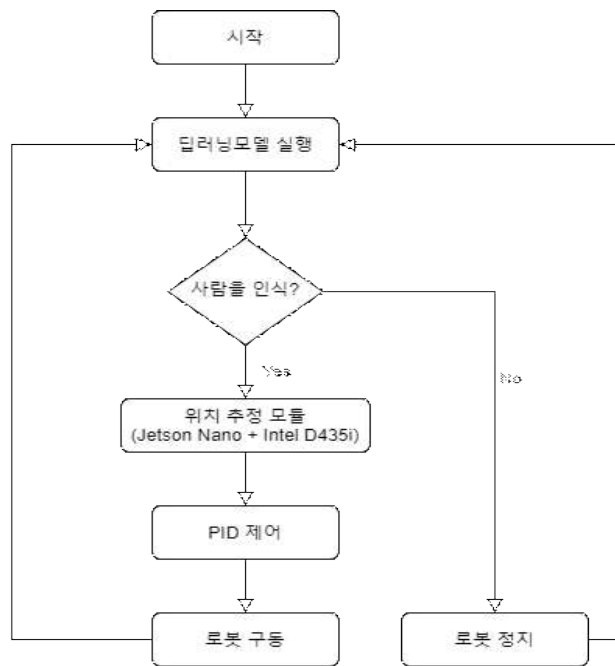 시작
딥러닝모델 실행
사람을 인식?
Yes
No
위치 추정 모듈
(Jetson Nano + Intel D435i)
PID 제어
로봇 구동
로봇 정지